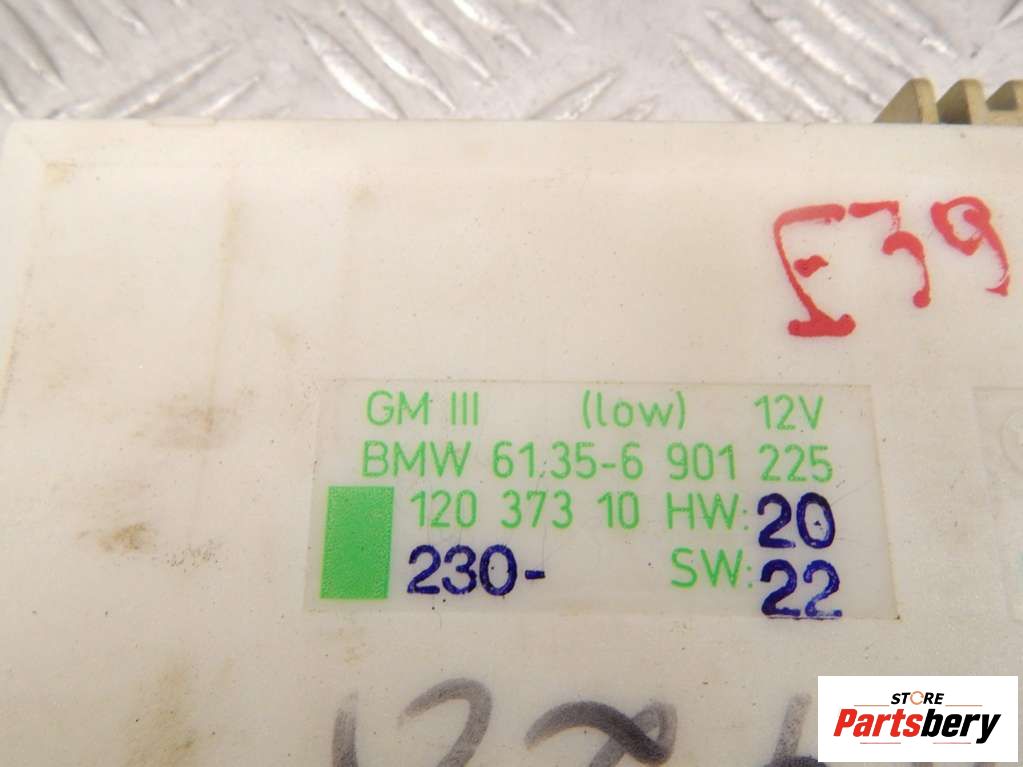 E39
GM III (low) 12V
BMW 61.35-6 901 225
120 373 10 HW: 20
230- SW: 22
STORE
Partsbery